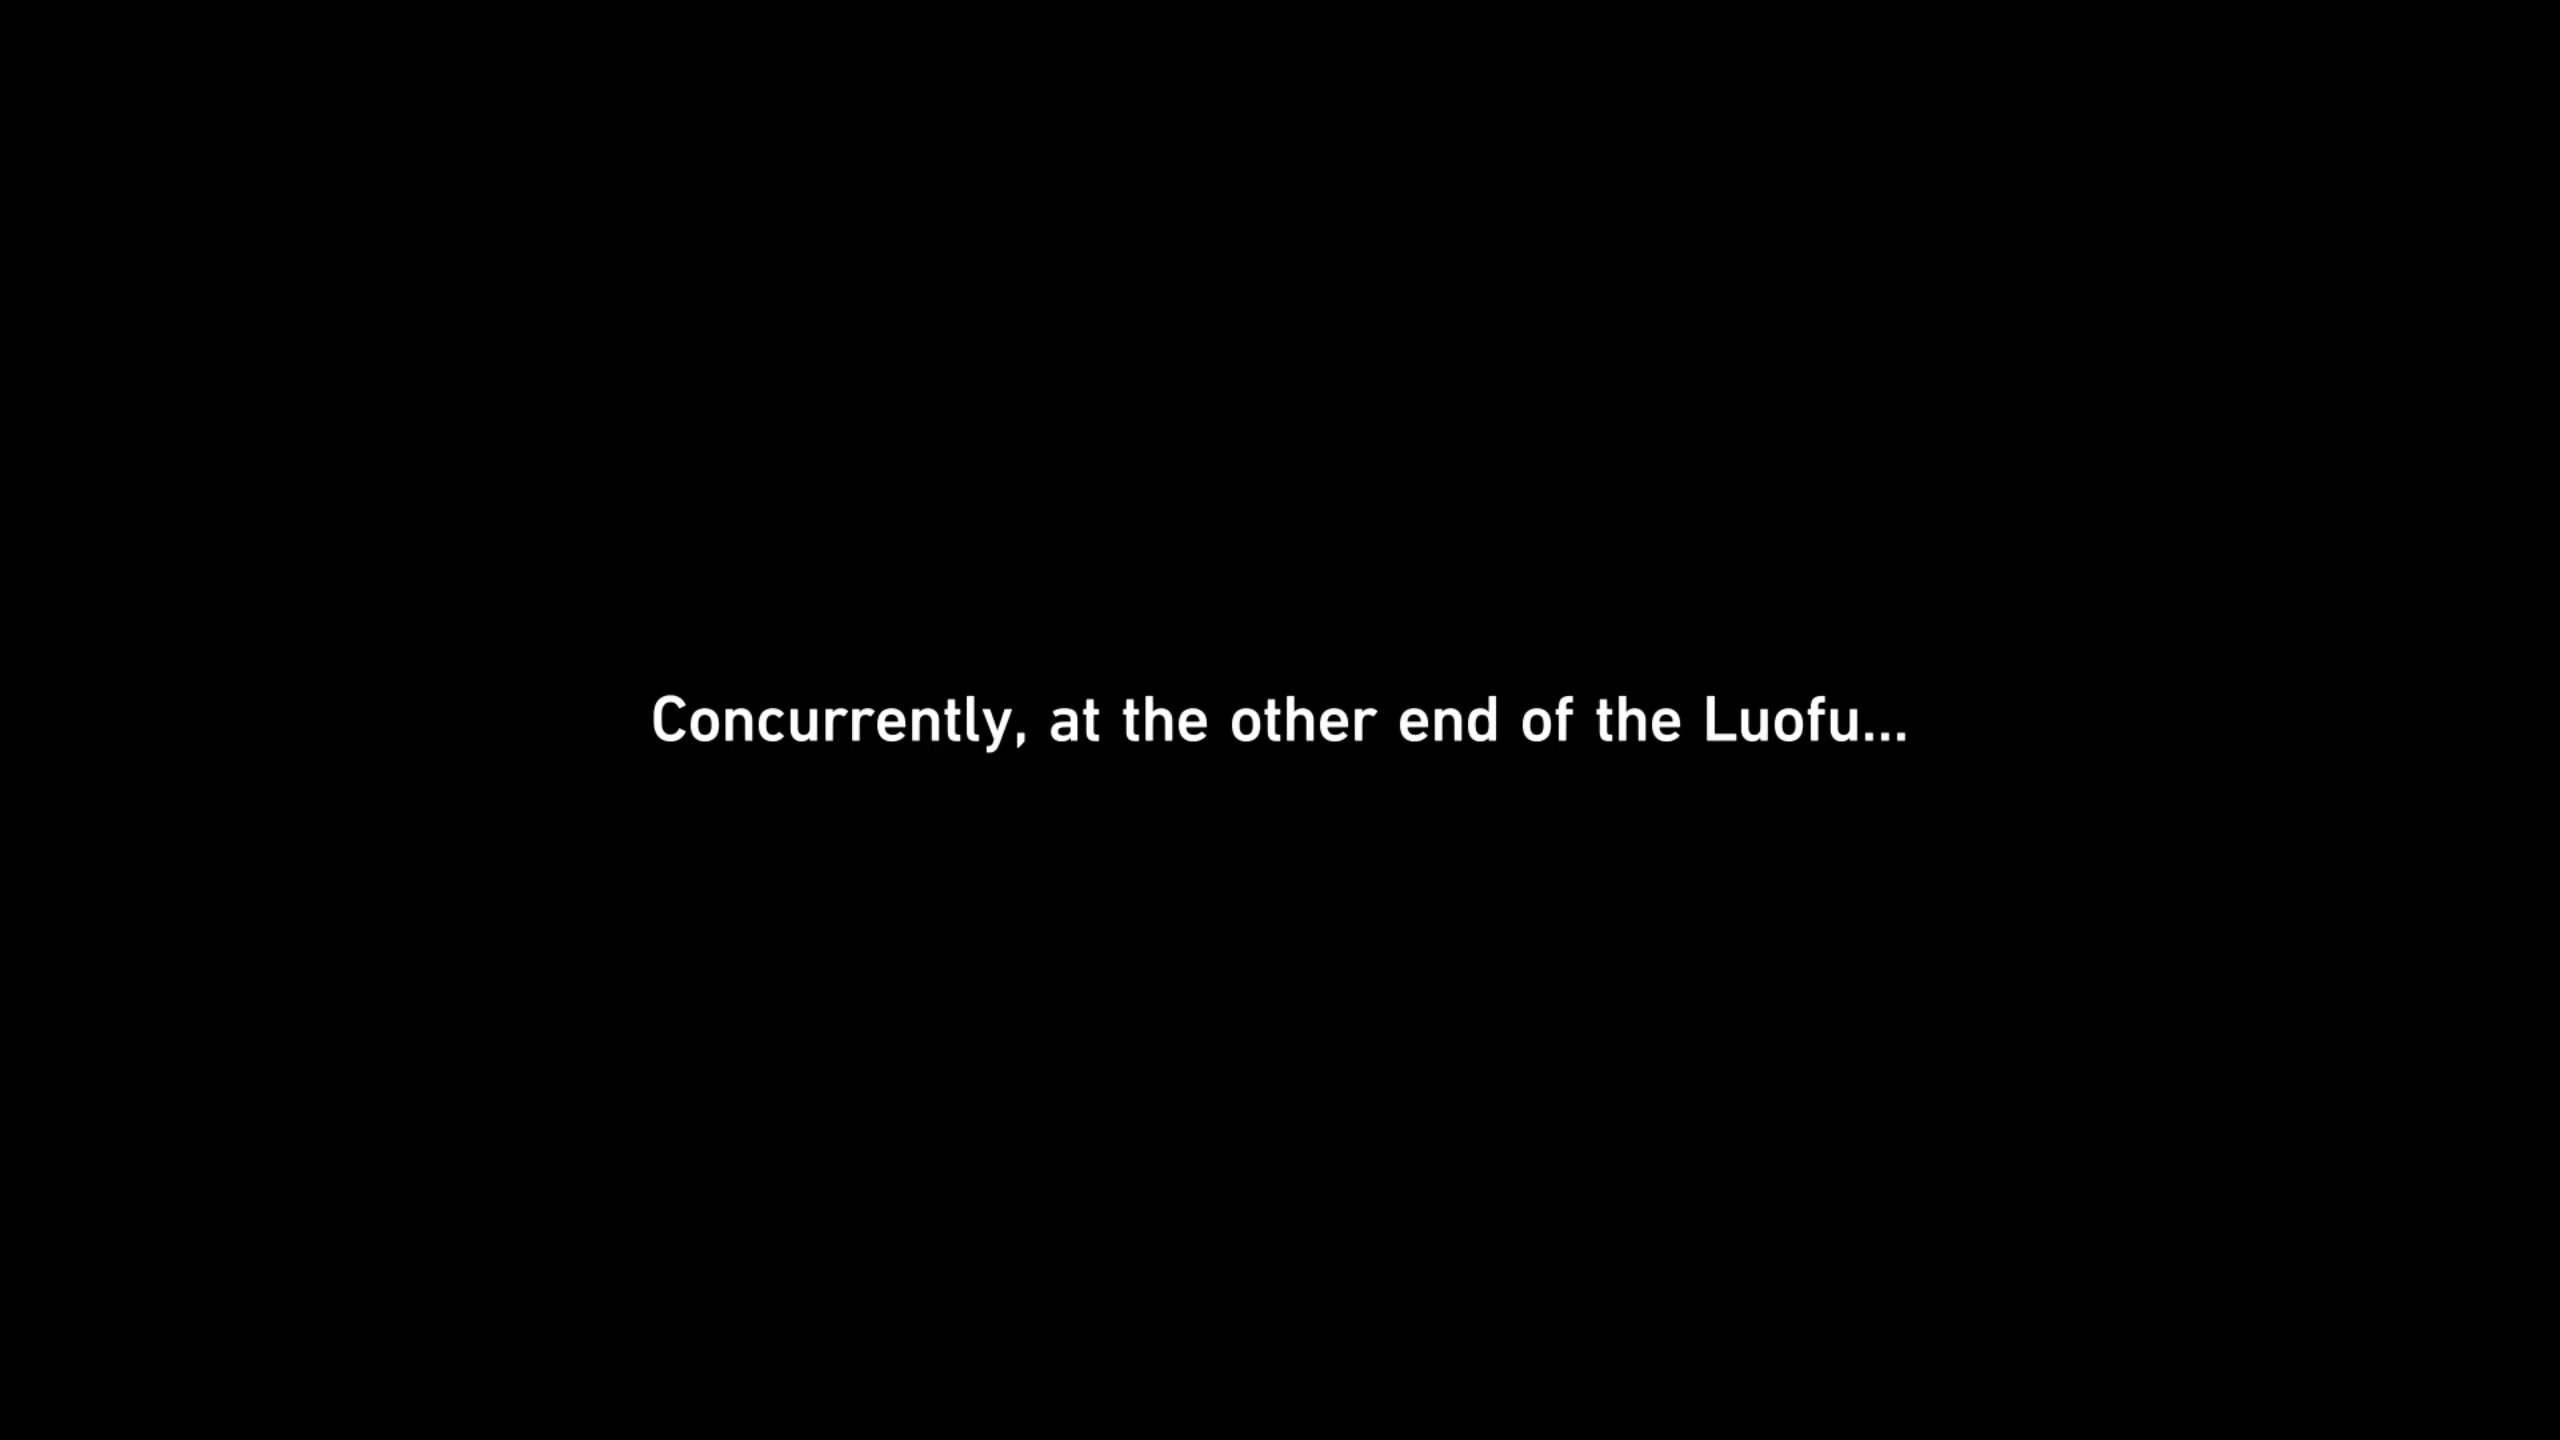 Concurrently, at the other end of the Luofu...